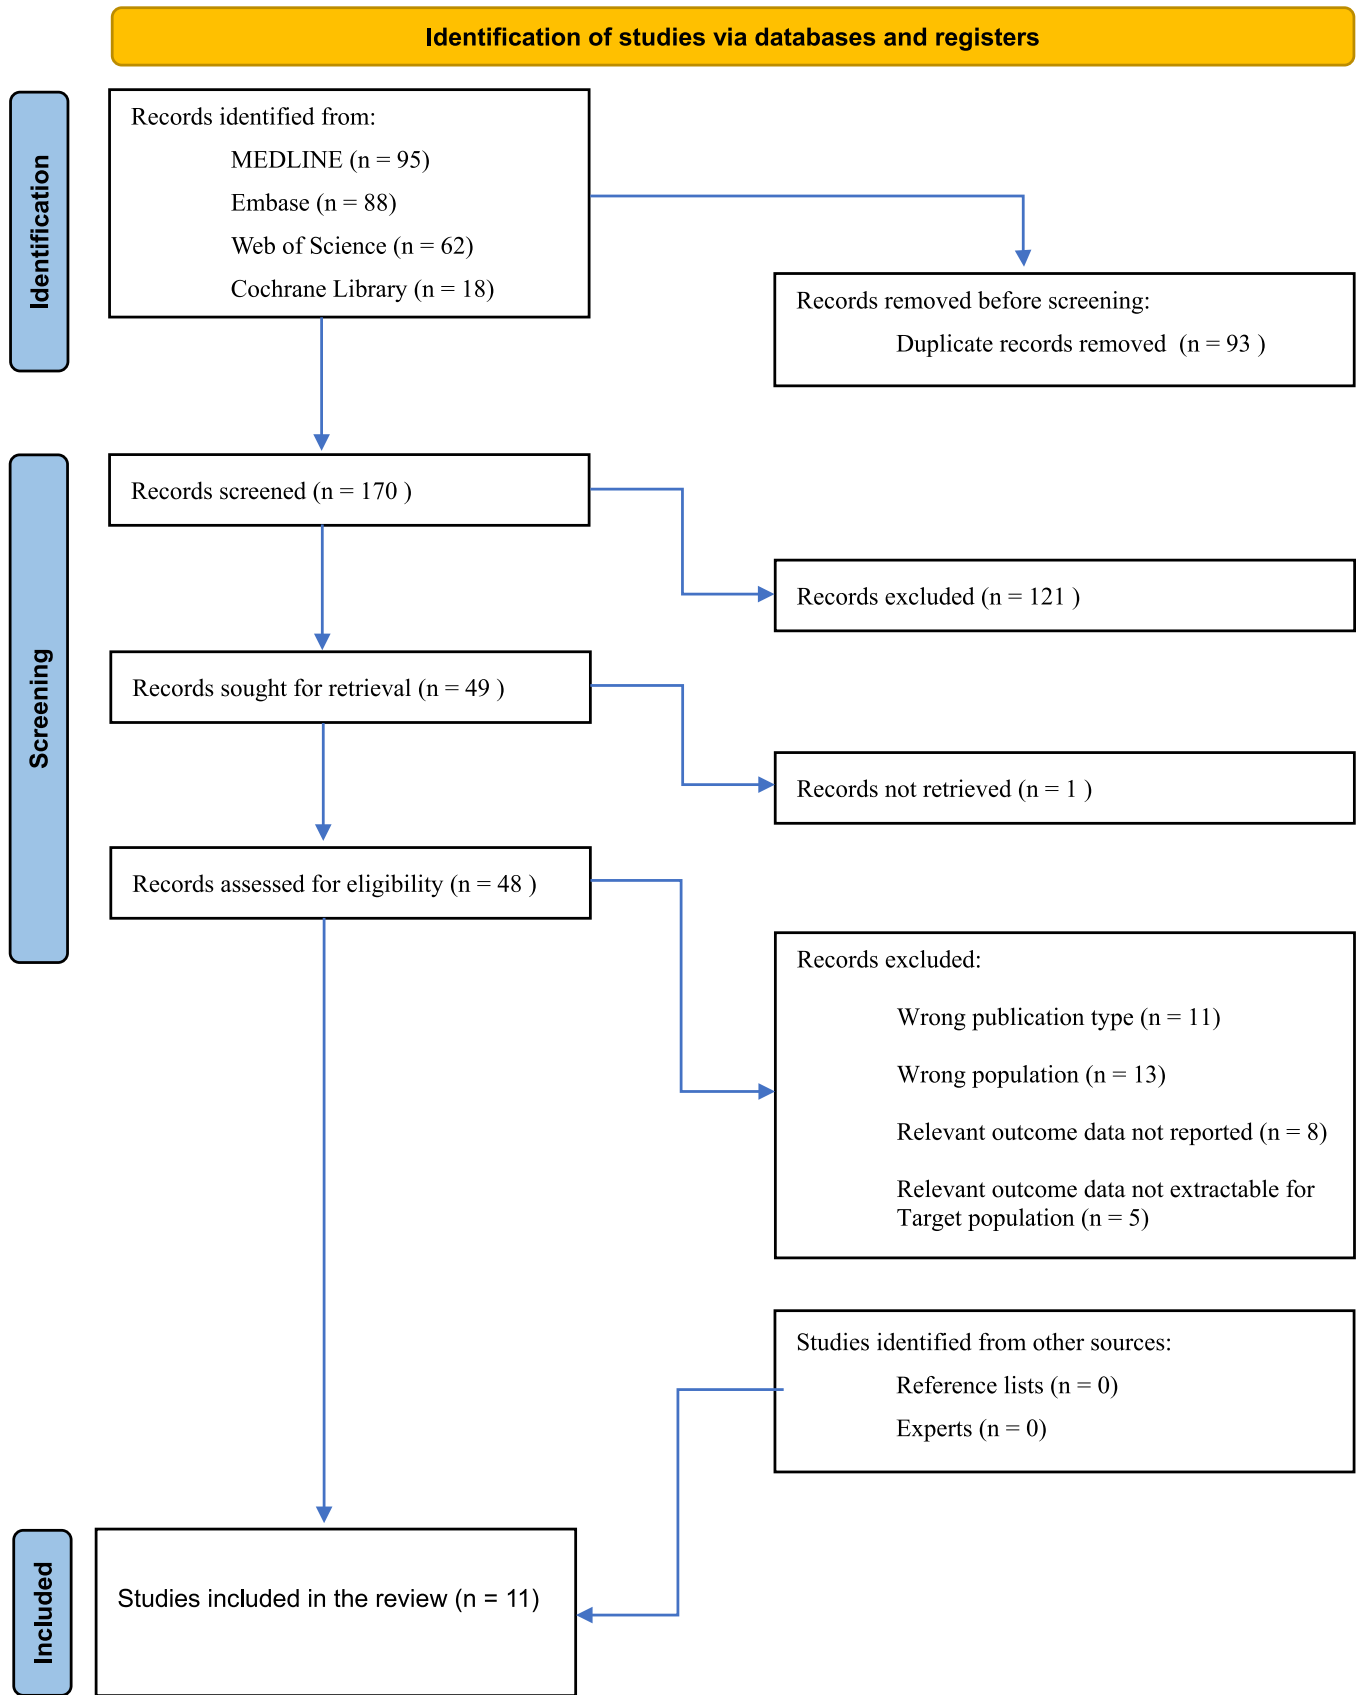 Identification of studies via databases and registers
Identification
Records identified from:
MEDLINE (n = 95)
Embase (n = 88)
Web of Science (n = 62)
Cochrane Library (n = 18)
Records removed before screening:
Duplicate records removed (n = 93 )
Screening
Records screened (n = 170 )
Records excluded (n = 121 )
Records sought for retrieval (n = 49 )
Records not retrieved (n = 1 )
Records assessed for eligibility (n = 48 )
Records excluded:
Wrong publication type (n = 11)
Wrong population (n = 13)
Relevant outcome data not reported (n = 8)
Relevant outcome data not extractable for
Target population (n = 5)
Studies identified from other sources:
Reference lists (n = 0)
Experts (n = 0)
Included
Studies included in the review (n = 11)